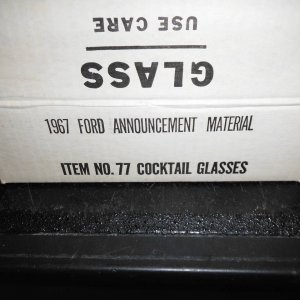 GLASS
USE CARE
1967 FORD ANNOUNCEMENT MATERIAL
ITEM NO. 77 COCKTAIL GLASSES